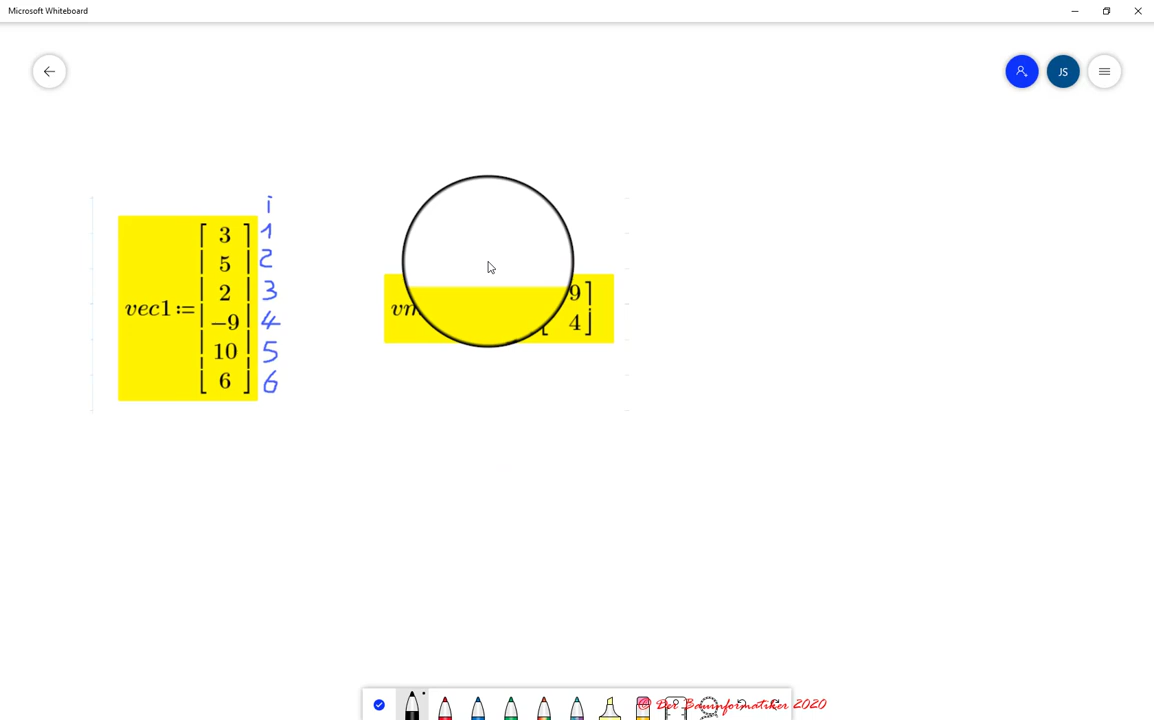 Microsoft Whiteboard
JS
i
vec1 := [ 3 ] 1
[ 5 ] 2
[ 2 ] 3
[ -9 ] 4
[ 10 ] 5
[ 6 ] 6
9 ]
4 ]
© Der Bauinformatiker 2020